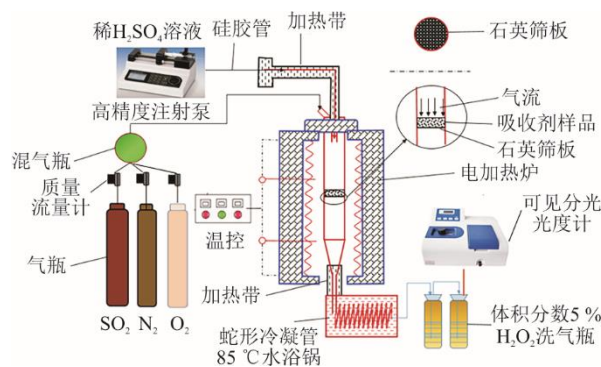 稀H₂SO₄溶液
硅胶管
加热带
石英筛板
高精度注射泵
气流
吸收剂样品
石英筛板
混气瓶
电加热炉
质量
流量计
可见分光
光度计
温控
气瓶
加热带
SO₂ N₂ O₂
蛇形冷凝管
85 ℃水浴锅
体积分数5 %
H₂O₂洗气瓶